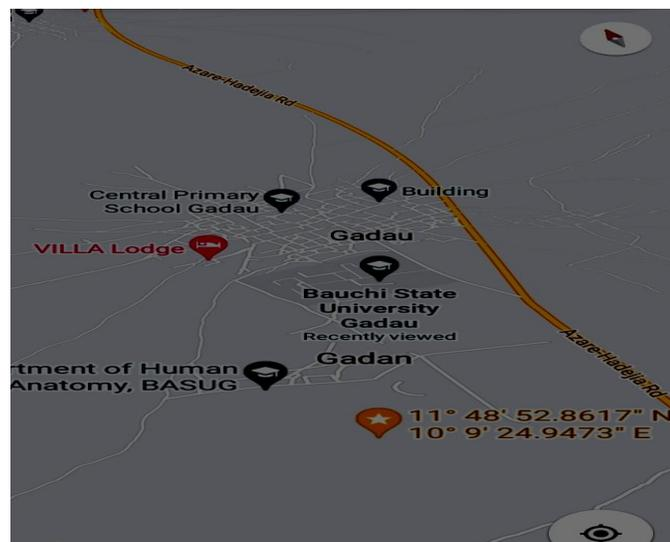 Azare-Hadejia Rd
Central Primary
School Gadau
Building
Gadau
VILLA Lodge
Bauchi State
University
Gadau
Recently viewed
Gadan
rtment of Human
Anatomy, BASUG
Azare-Hadejia Rd
11° 48' 52.8617" N
10° 9' 24.9473" E